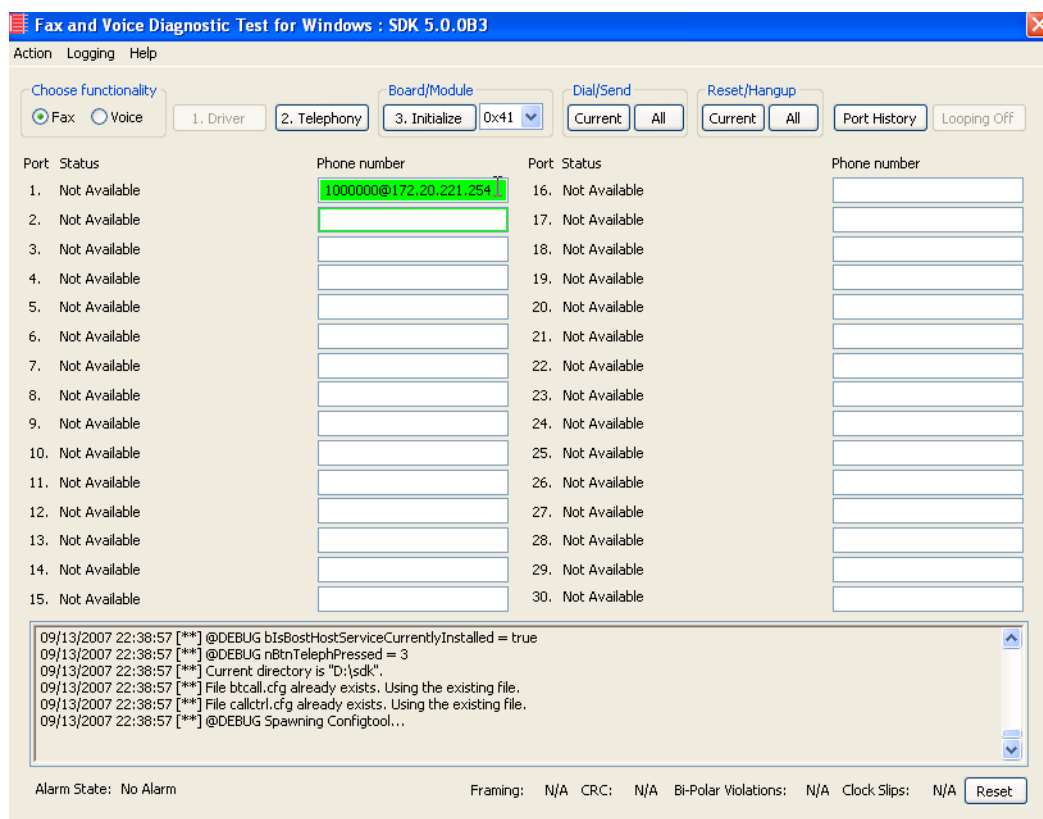 Fax and Voice Diagnostic Test for Windows : SDK 5.0.0B3
Action Logging Help
Choose functionality Board/Module Dial/Send Reset/Hangup
Fax Voice 1. Driver 2. Telephony 3. Initialize 0x41 Current All Current All Port History Looping Off
Port Status Phone number Port Status Phone number
1. Not Available 1000000@172.20.221.254 16. Not Available
2. Not Available 17. Not Available
3. Not Available 18. Not Available
4. Not Available 19. Not Available
5. Not Available 20. Not Available
6. Not Available 21. Not Available
7. Not Available 22. Not Available
8. Not Available 23. Not Available
9. Not Available 24. Not Available
10. Not Available 25. Not Available
11. Not Available 26. Not Available
12. Not Available 27. Not Available
13. Not Available 28. Not Available
14. Not Available 29. Not Available
15. Not Available 30. Not Available
09/13/2007 22:38:57 [**] @DEBUG bIsBostHostServiceCurrentlyInstalled = true
09/13/2007 22:38:57 [**] @DEBUG nBtnTelephPressed = 3
09/13/2007 22:38:57 [**] Current directory is "D:\sdk".
09/13/2007 22:38:57 [**] File btcall.cfg already exists. Using the existing file.
09/13/2007 22:38:57 [**] File callctrl.cfg already exists. Using the existing file.
09/13/2007 22:38:57 [**] @DEBUG Spawning Configtool...
Alarm State: No Alarm Framing: N/A CRC: N/A Bi-Polar Violations: N/A Clock Slips: N/A Reset